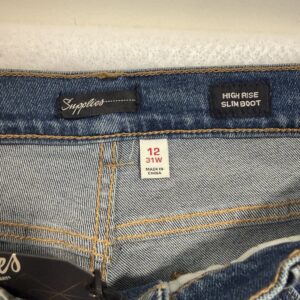 Supplies
HIGH RISE
SLIM BOOT
12
31W
MADE IN
CHINA